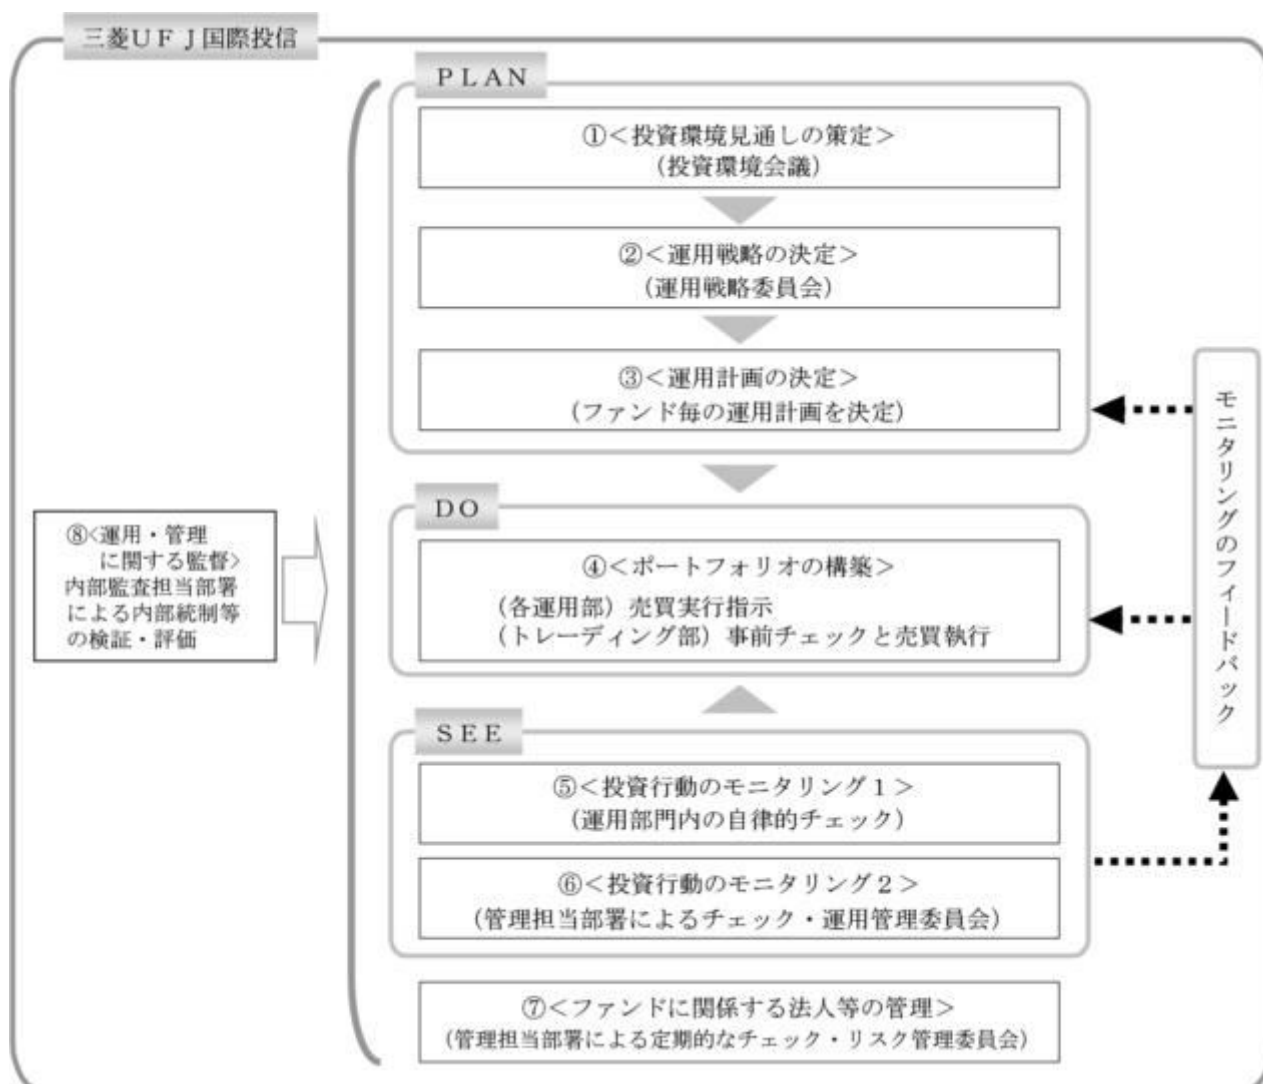 三菱ＵＦＪ国際投信
ＰＬＡＮ
①＜投資環境見通しの策定＞
（投資環境会議）
②＜運用戦略の決定＞
（運用戦略委員会）
③＜運用計画の決定＞
（ファンド毎の運用計画を決定）
ＤＯ
④＜ポートフォリオの構築＞
（各運用部）売買実行指示
（トレーディング部）事前チェックと売買執行
ＳＥＥ
⑤＜投資行動のモニタリング１＞
（運用部門内の自律的チェック）
⑥＜投資行動のモニタリング２＞
（管理担当部署によるチェック・運用管理委員会）
⑦＜ファンドに関係する法人等の管理＞
（管理担当部署による定期的なチェック・リスク管理委員会）
⑧<運用・管理
に関する監督>
内部監査担当部署
による内部統制等
の検証・評価
モニタリングのフィードバック